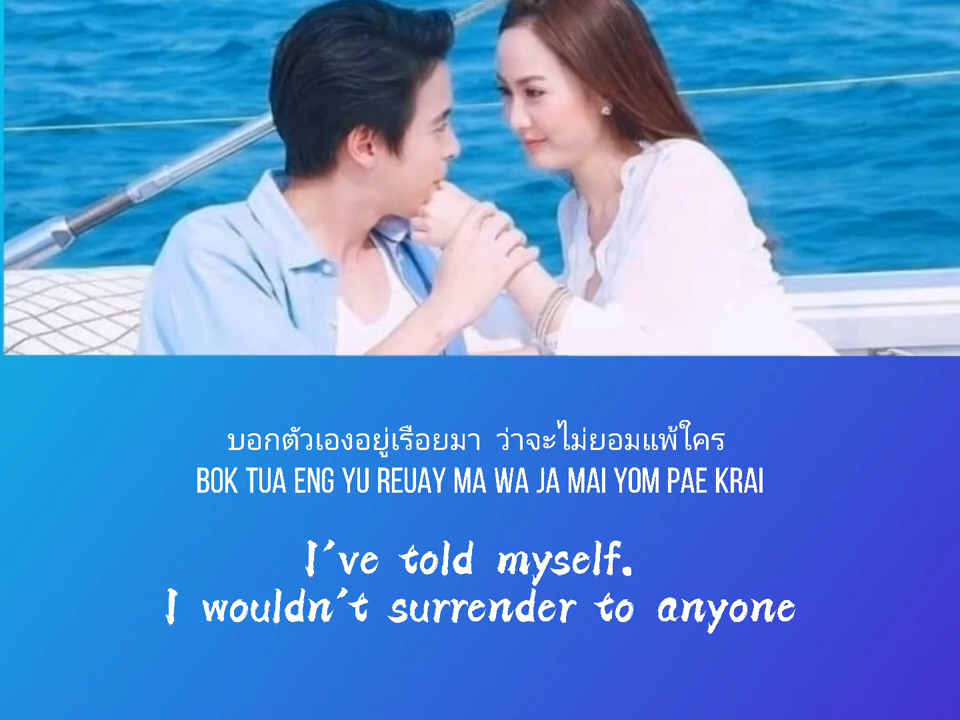 บอกตัวเองอยู่เรือยมา ว่าจะไม่ยอมแพ้ใคร
BOK TUA ENG YU REUAY MA WA JA MAI YOM PAE KRAI
I've told myself.
I wouldn't surrender to anyone